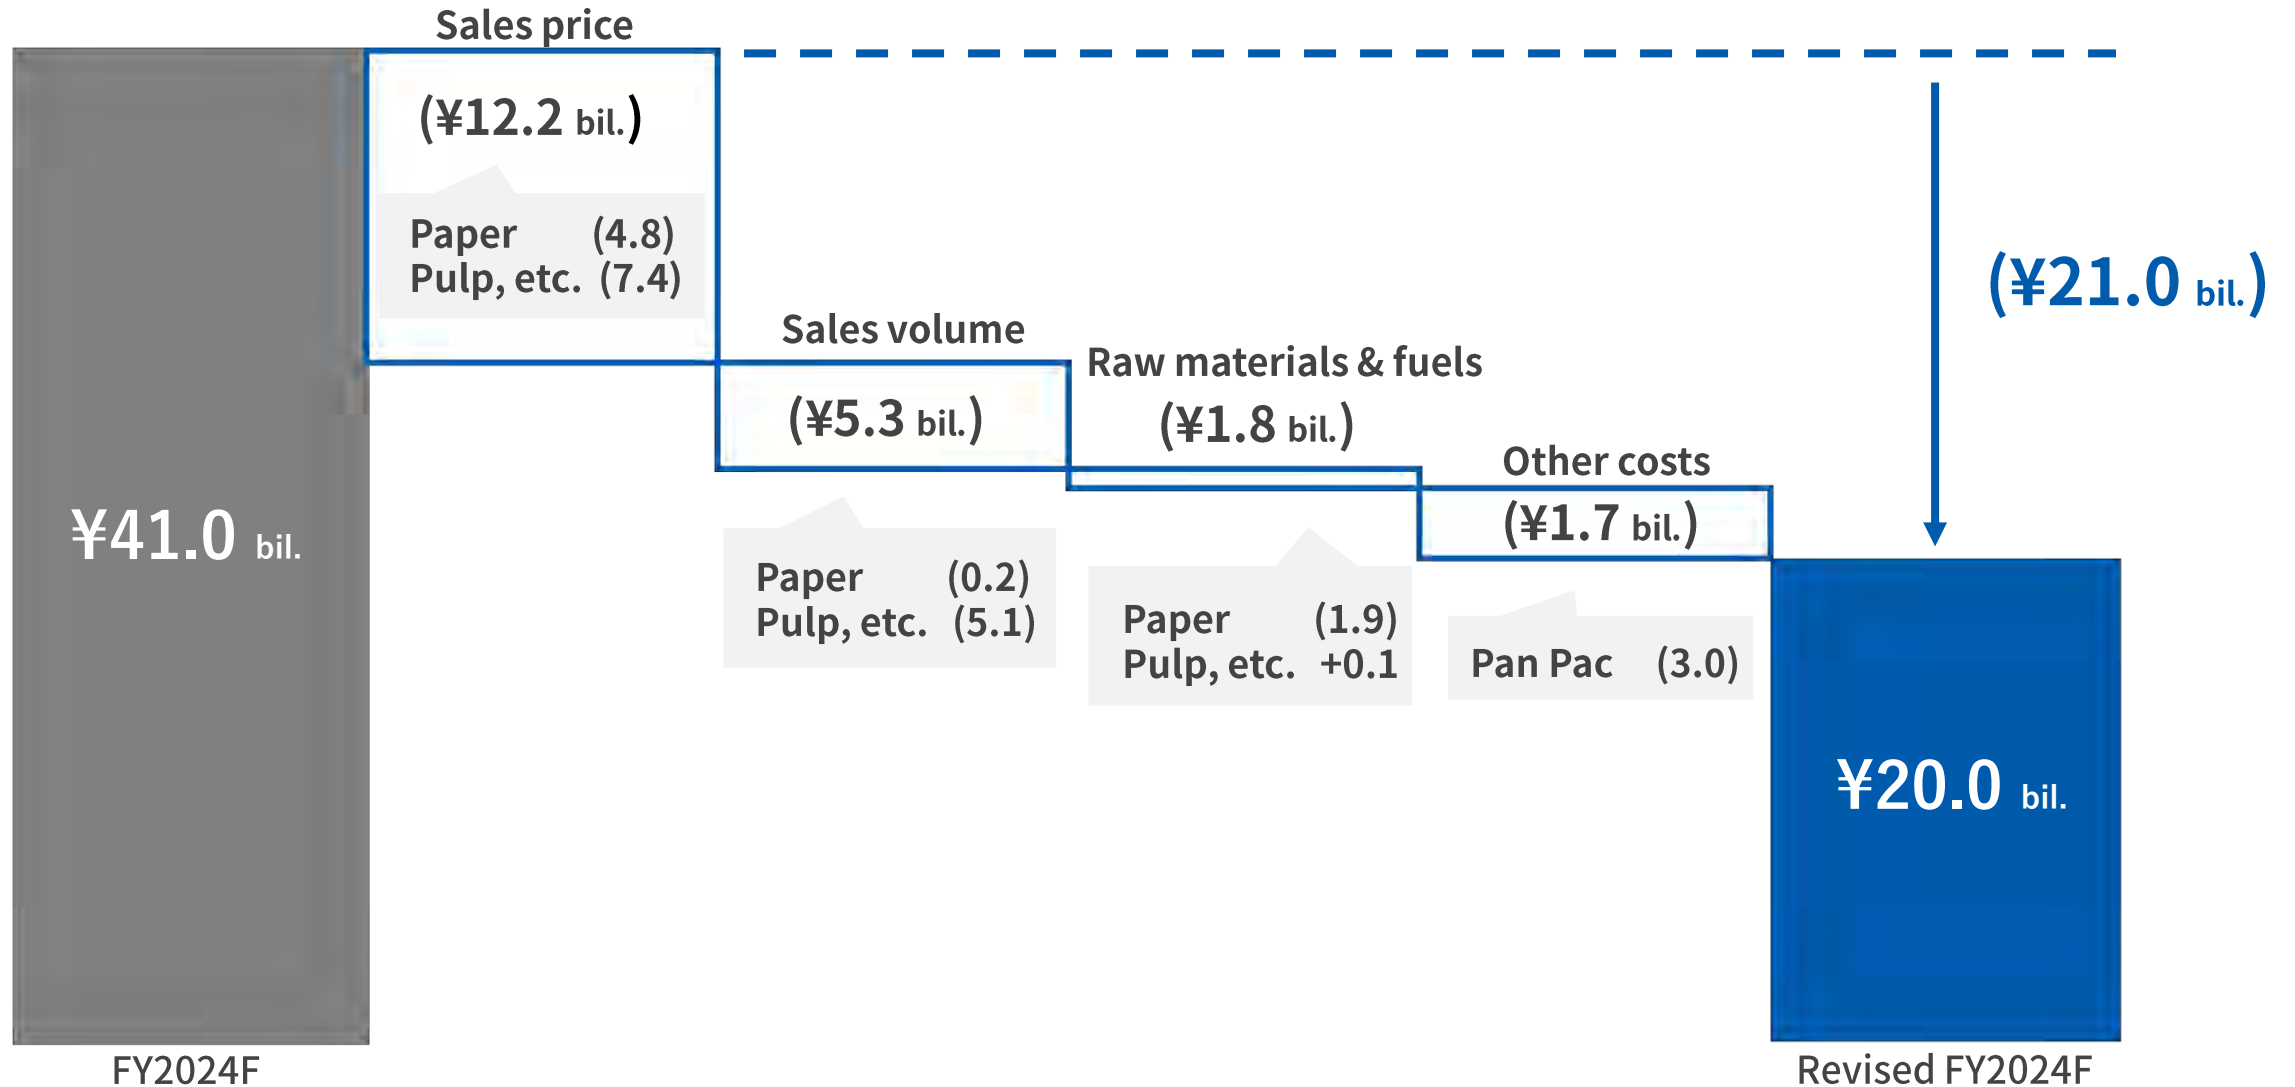 Sales price
(¥12.2 bil.)
Paper (4.8)
Pulp, etc. (7.4)
Sales volume
(¥5.3 bil.)
Paper (0.2)
Pulp, etc. (5.1)
Raw materials & fuels
(¥1.8 bil.)
Paper (1.9)
Pulp, etc. +0.1
Other costs
(¥1.7 bil.)
Pan Pac (3.0)
(¥21.0 bil.)
¥41.0 bil.
¥20.0 bil.
FY2024F
Revised FY2024F